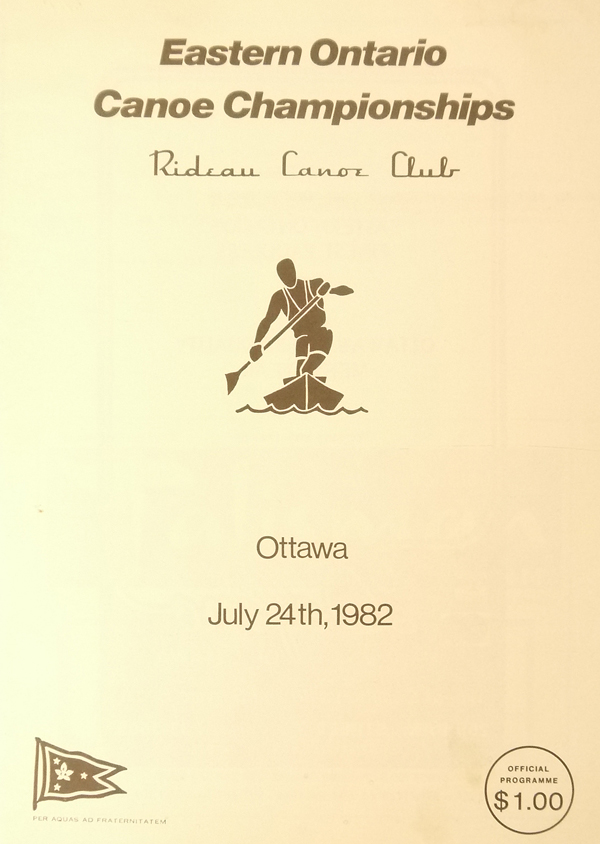 Eastern Ontario
Canoe Championships
Rideau Canoe Club
Ottawa
July 24th, 1982
PER AQUAS AD FRATERNITATEM
OFFICIAL
PROGRAMME
$1.00